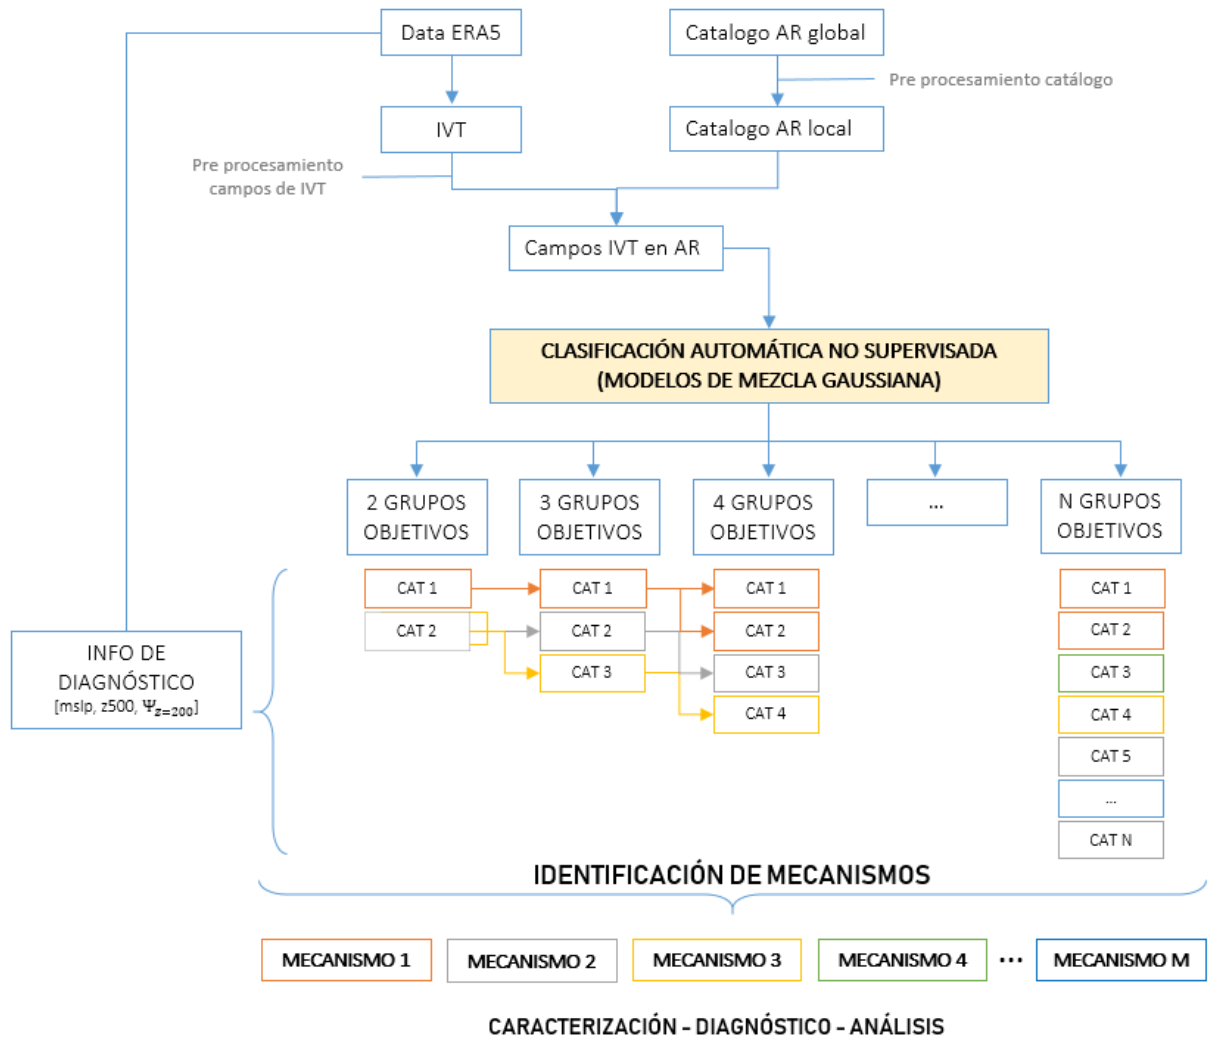 Data ERA5
Catalogo AR global
Pre procesamiento catálogo
IVT
Catalogo AR local
Pre procesamiento
campos de IVT
Campos IVT en AR
CLASIFICACIÓN AUTOMÁTICA NO SUPERVISADA
(MODELOS DE MEZCLA GAUSSIANA)
2 GRUPOS
OBJETIVOS
3 GRUPOS
OBJETIVOS
4 GRUPOS
OBJETIVOS
...
N GRUPOS
OBJETIVOS
CAT 1
CAT 2
CAT 1
CAT 2
CAT 3
CAT 1
CAT 2
CAT 3
CAT 4
CAT 1
CAT 2
CAT 3
CAT 4
CAT 5
...
CAT N
INFO DE
DIAGNÓSTICO
[mslp, z500, Ψz=200]
IDENTIFICACIÓN DE MECANISMOS
MECANISMO 1
MECANISMO 2
MECANISMO 3
MECANISMO 4
...
MECANISMO M
CARACTERIZACIÓN - DIAGNÓSTICO - ANÁLISIS